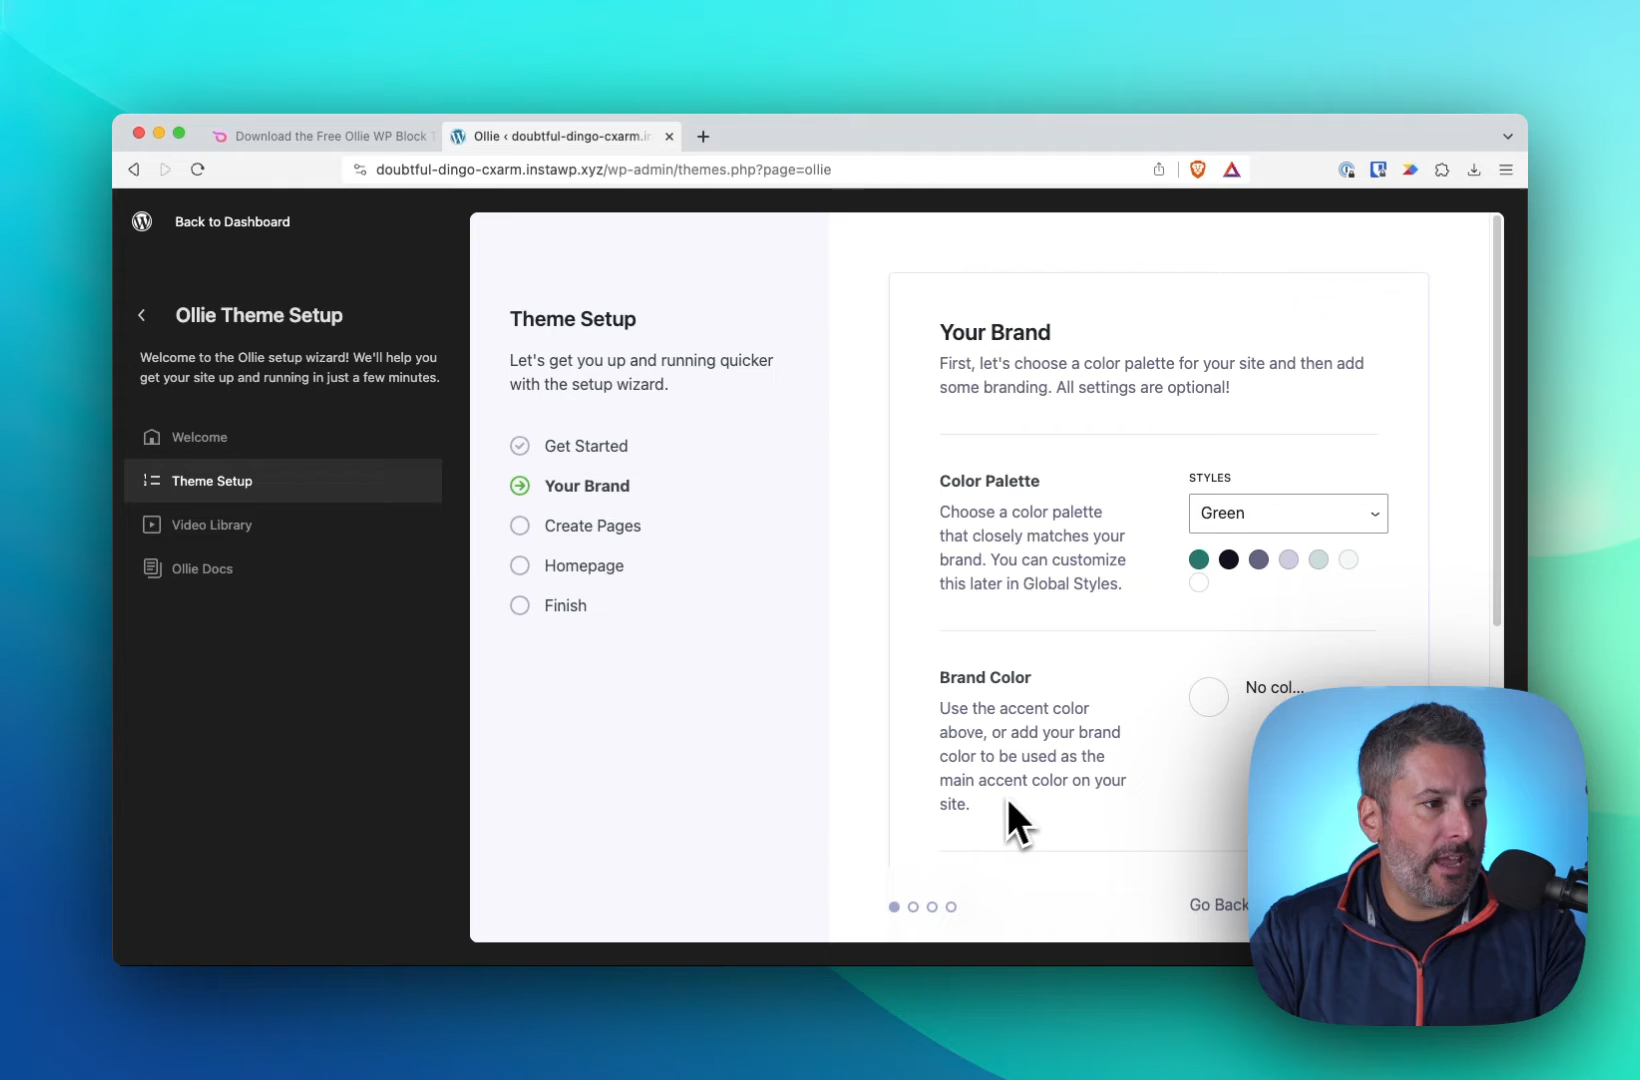 Download the Free Ollie WP Block
Ollie ‹ doubtful-dingo-cxarm.in
doubtful-dingo-cxarm.instawp.xyz/wp-admin/themes.php?page=ollie
Back to Dashboard
Ollie Theme Setup
Welcome to the Ollie setup wizard! We'll help you
get your site up and running in just a few minutes.
Welcome
Theme Setup
Video Library
Ollie Docs
Theme Setup
Let's get you up and running quicker
with the setup wizard.
Get Started
Your Brand
Create Pages
Homepage
Finish
Your Brand
First, let's choose a color palette for your site and then add
some branding. All settings are optional!
Color Palette
Choose a color palette
that closely matches your
brand. You can customize
this later in Global Styles.
STYLES
Green
Brand Color
Use the accent color
above, or add your brand
color to be used as the
main accent color on your
site.
No col...
Go Back